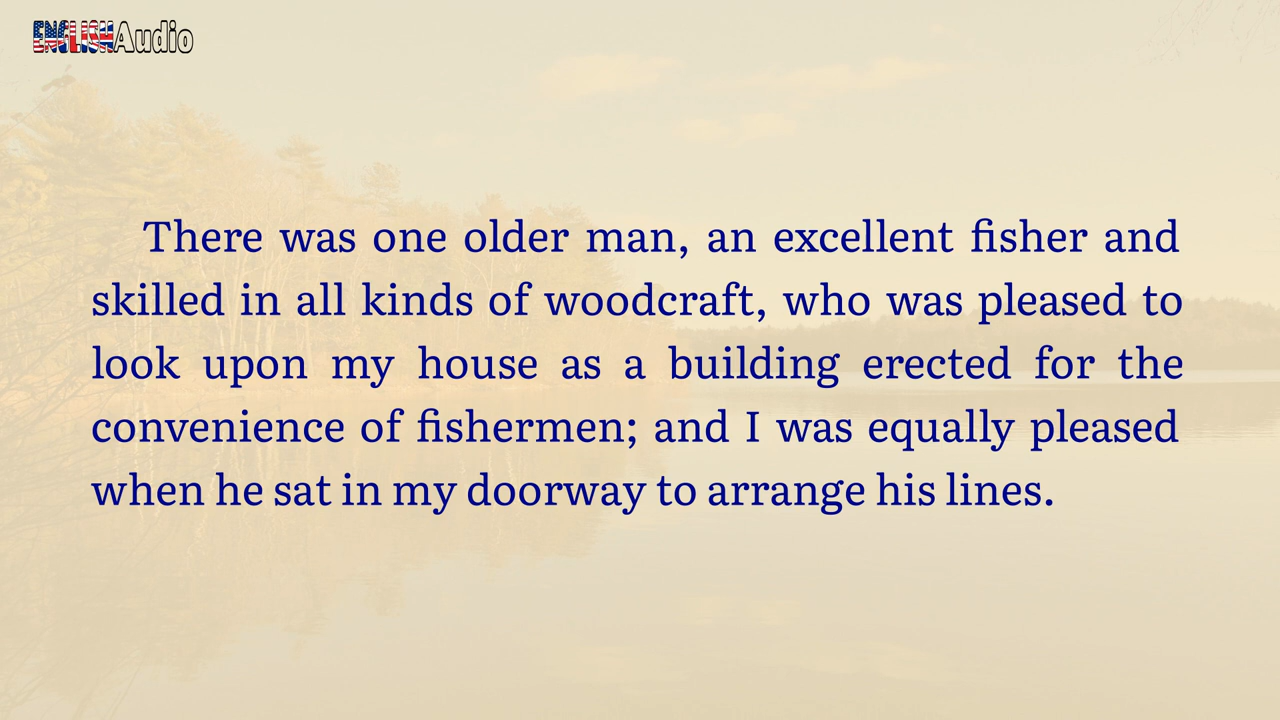 ENGLISHAudio
There was one older man, an excellent fisher and
skilled in all kinds of woodcraft, who was pleased to
look upon my house as a building erected for the
convenience of fishermen; and I was equally pleased
when he sat in my doorway to arrange his lines.